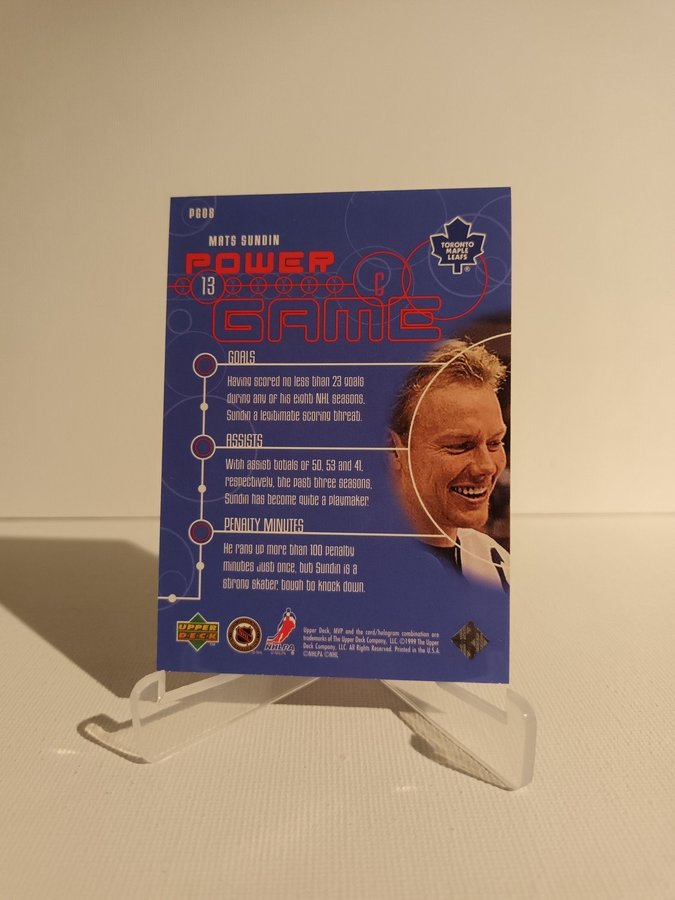 PG08
MATS SUNDIN
TORONTO
MAPLE
LEAFS
®
POWER
13
C
GAME
GOALS
Having scored no less than 23 goals
during any of his eight NHL seasons,
Sundin a legitimate scoring threat.
ASSISTS
With assist totals of 50, 53 and 41,
respectively, the past three seasons,
Sundin has become quite a playmaker.
PENALTY MINUTES
He rang up more than 100 penalty
minutes just once, but Sundin is a
strong skater, tough to knock down.
UPPER
DECK
NHLPA
Upper Deck, MVP and the card/hologram combination are
trademarks of The Upper Deck Company, LLC. ©1999 The Upper
Deck Company, LLC. All Rights Reserved. Printed in the U.S.A.
©NHLPA ©NHL